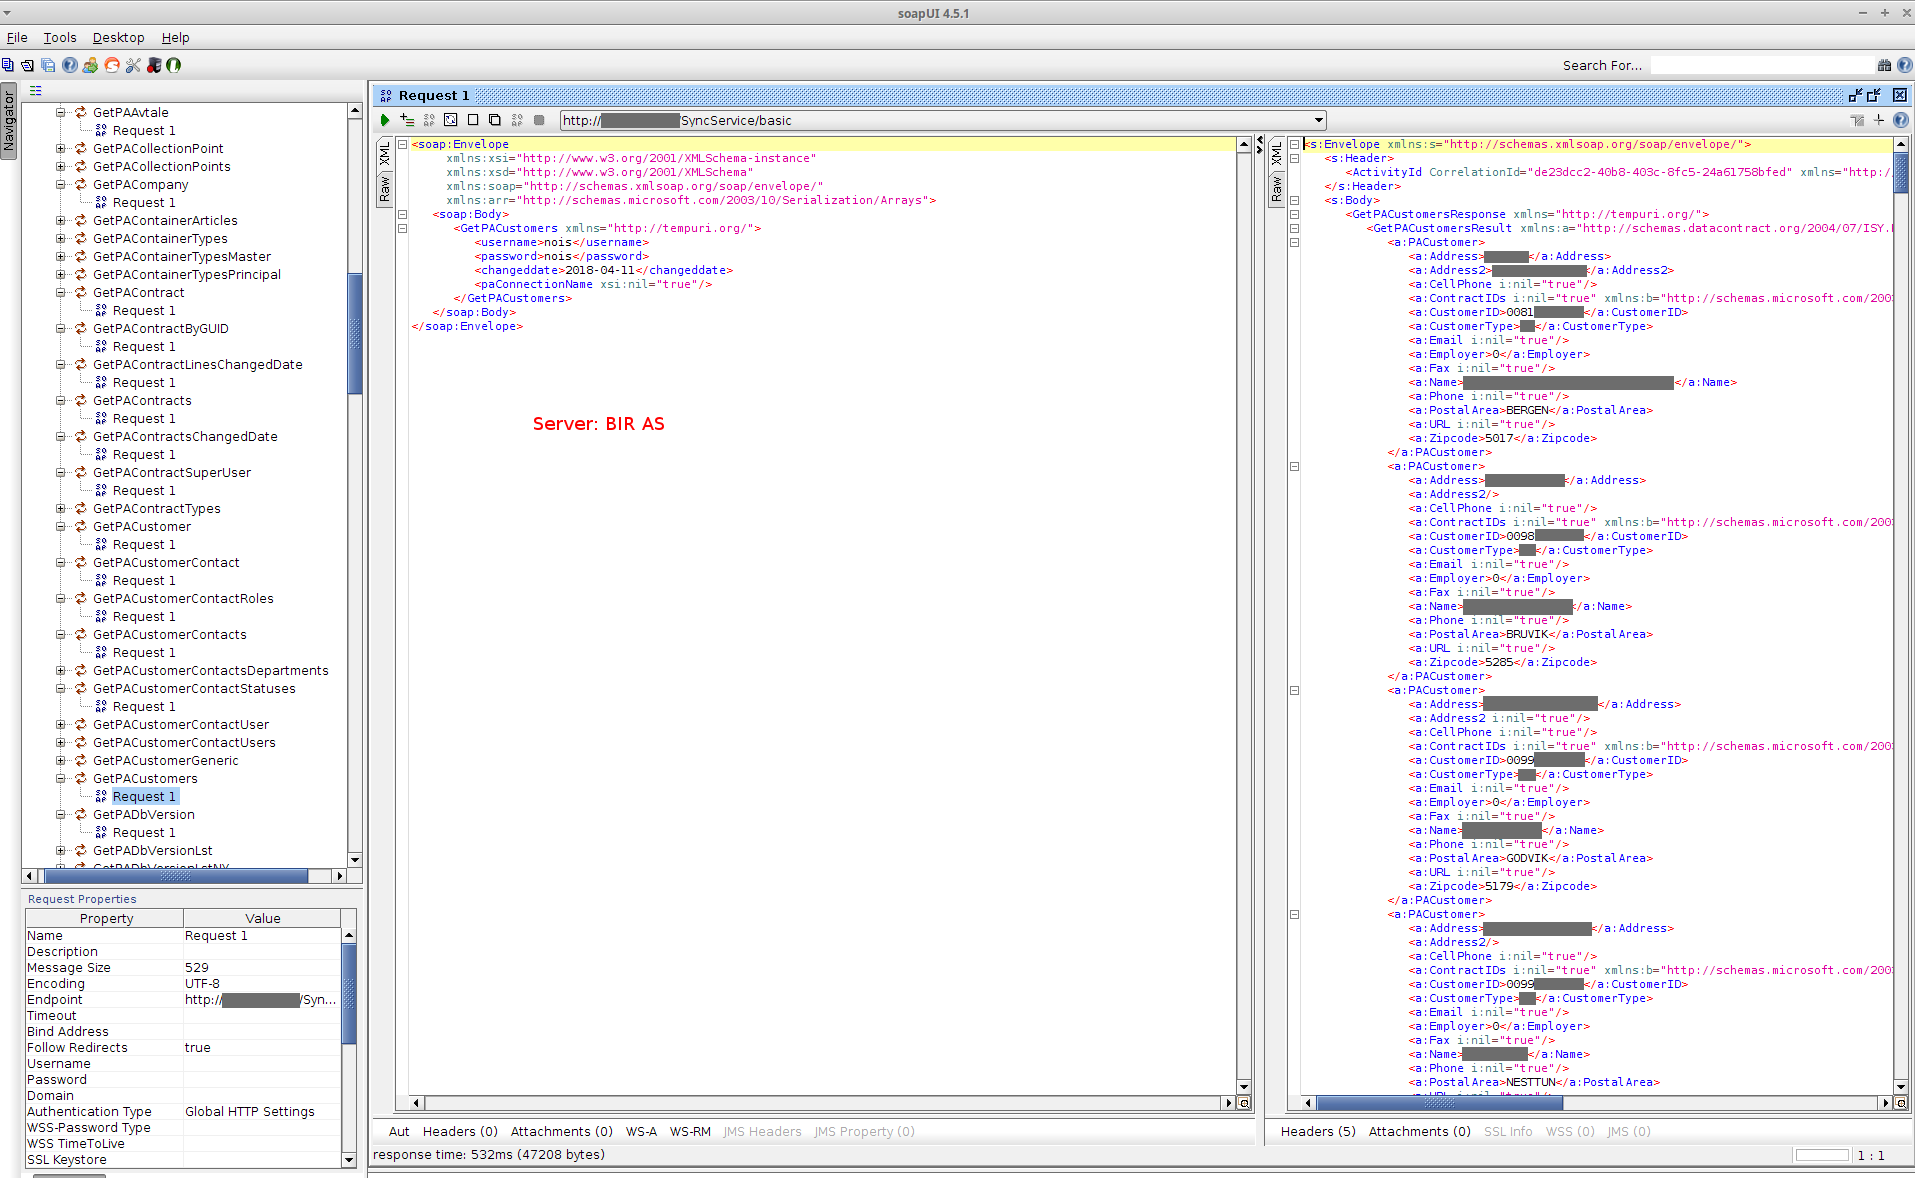 soapUI 4.5.1
File Tools Desktop Help
Search For...
Navigator
GetPAAvtale
Request 1
GetPACollectionPoint
GetPACollectionPoints
GetPACompany
Request 1
GetPAContainerArticles
GetPAContainerTypes
GetPAContainerTypesMaster
GetPAContainerTypesPrincipal
GetPAContract
Request 1
GetPAContractByGUID
Request 1
GetPAContractLinesChangedDate
Request 1
GetPAContracts
Request 1
GetPAContractsChangedDate
Request 1
GetPAContractSuperUser
Request 1
GetPAContractTypes
GetPACustomer
Request 1
GetPACustomerContact
Request 1
GetPACustomerContactRoles
Request 1
GetPACustomerContacts
Request 1
GetPACustomerContactsDepartments
GetPACustomerContactStatuses
Request 1
GetPACustomerContactUser
GetPACustomerContactUsers
GetPACustomerGeneric
GetPACustomers
Request 1
GetPADbVersion
Request 1
GetPADbVersionLst
GetPADbVersionLstNY
Request Properties
Property Value
Name Request 1
Description
Message Size 529
Encoding UTF-8
Endpoint http:// /Syn...
Timeout
Bind Address
Follow Redirects true
Username
Password
Domain
Authentication Type Global HTTP Settings
WSS-Password Type
WSS TimeToLive
SSL Keystore
Request 1
http:// /SyncService/basic
XML
Raw
<soap:Envelope
xmlns:xsi="http://www.w3.org/2001/XMLSchema-instance"
xmlns:xsd="http://www.w3.org/2001/XMLSchema"
xmlns:soap="http://schemas.xmlsoap.org/soap/envelope/"
xmlns:arr="http://schemas.microsoft.com/2003/10/Serialization/Arrays">
<soap:Body>
<GetPACustomers xmlns="http://tempuri.org/">
<username>nois</username>
<password>nois</password>
<changeddate>2018-04-11</changeddate>
<paConnectionName xsi:nil="true"/>
</GetPACustomers>
</soap:Body>
</soap:Envelope>
Server: BIR AS
Aut Headers (0) Attachments (0) WS-A WS-RM JMS Headers JMS Property (0)
response time: 532ms (47208 bytes)
XML
Raw
<s:Envelope xmlns:s="http://schemas.xmlsoap.org/soap/envelope/">
<s:Header>
<ActivityId CorrelationId="de23dcc2-40b8-403c-8fc5-24a61758bfed" xmlns="http:/
</s:Header>
<s:Body>
<GetPACustomersResponse xmlns="http://tempuri.org/">
<GetPACustomersResult xmlns:a="http://schemas.datacontract.org/2004/07/ISY.
<a:PACustomer>
<a:Address> </a:Address>
<a:Address2> </a:Address2>
<a:CellPhone i:nil="true"/>
<a:ContractIDs i:nil="true" xmlns:b="http://schemas.microsoft.com/200
<a:CustomerID>0081 </a:CustomerID>
<a:CustomerType> </a:CustomerType>
<a:Email i:nil="true"/>
<a:Employer>0</a:Employer>
<a:Fax i:nil="true"/>
<a:Name> </a:Name>
<a:Phone i:nil="true"/>
<a:PostalArea>BERGEN</a:PostalArea>
<a:URL i:nil="true"/>
<a:Zipcode>5017</a:Zipcode>
</a:PACustomer>
<a:PACustomer>
<a:Address> </a:Address>
<a:Address2/>
<a:CellPhone i:nil="true"/>
<a:ContractIDs i:nil="true" xmlns:b="http://schemas.microsoft.com/200
<a:CustomerID>0098 </a:CustomerID>
<a:CustomerType> </a:CustomerType>
<a:Email i:nil="true"/>
<a:Employer>0</a:Employer>
<a:Fax i:nil="true"/>
<a:Name> </a:Name>
<a:Phone i:nil="true"/>
<a:PostalArea>BRUVIK</a:PostalArea>
<a:URL i:nil="true"/>
<a:Zipcode>5285</a:Zipcode>
</a:PACustomer>
<a:PACustomer>
<a:Address> </a:Address>
<a:Address2 i:nil="true"/>
<a:CellPhone i:nil="true"/>
<a:ContractIDs i:nil="true" xmlns:b="http://schemas.microsoft.com/200
<a:CustomerID>0099 </a:CustomerID>
<a:CustomerType> </a:CustomerType>
<a:Email i:nil="true"/>
<a:Employer>0</a:Employer>
<a:Fax i:nil="true"/>
<a:Name> </a:Name>
<a:Phone i:nil="true"/>
<a:PostalArea>GODVIK</a:PostalArea>
<a:URL i:nil="true"/>
<a:Zipcode>5179</a:Zipcode>
</a:PACustomer>
<a:PACustomer>
<a:Address> </a:Address>
<a:Address2/>
<a:CellPhone i:nil="true"/>
<a:ContractIDs i:nil="true" xmlns:b="http://schemas.microsoft.com/200
<a:CustomerID>0099 </a:CustomerID>
<a:CustomerType> </a:CustomerType>
<a:Email i:nil="true"/>
<a:Employer>0</a:Employer>
<a:Fax i:nil="true"/>
<a:Name> </a:Name>
<a:Phone i:nil="true"/>
<a:PostalArea>NESTTUN</a:PostalArea>
Headers (5) Attachments (0) SSL Info WSS (0) JMS (0)
1 : 1